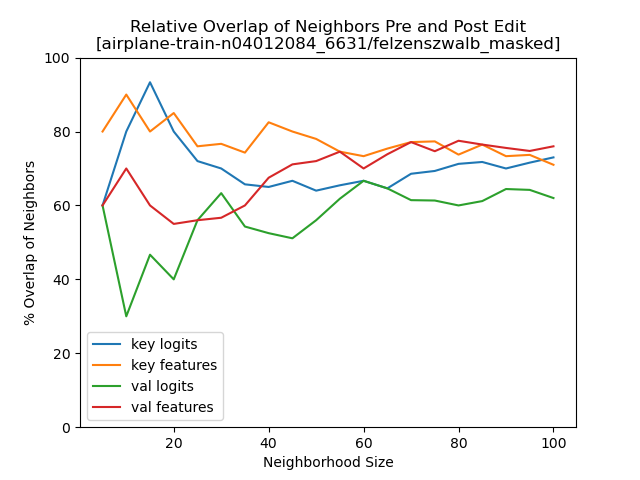 Relative Overlap of Neighbors Pre and Post Edit
[airplane-train-n04012084_6631/felzenszwalb_masked]
100
80
60
40
20
0
% Overlap of Neighbors
key logits
key features
val logits
val features
20 40 60 80 100
Neighborhood Size